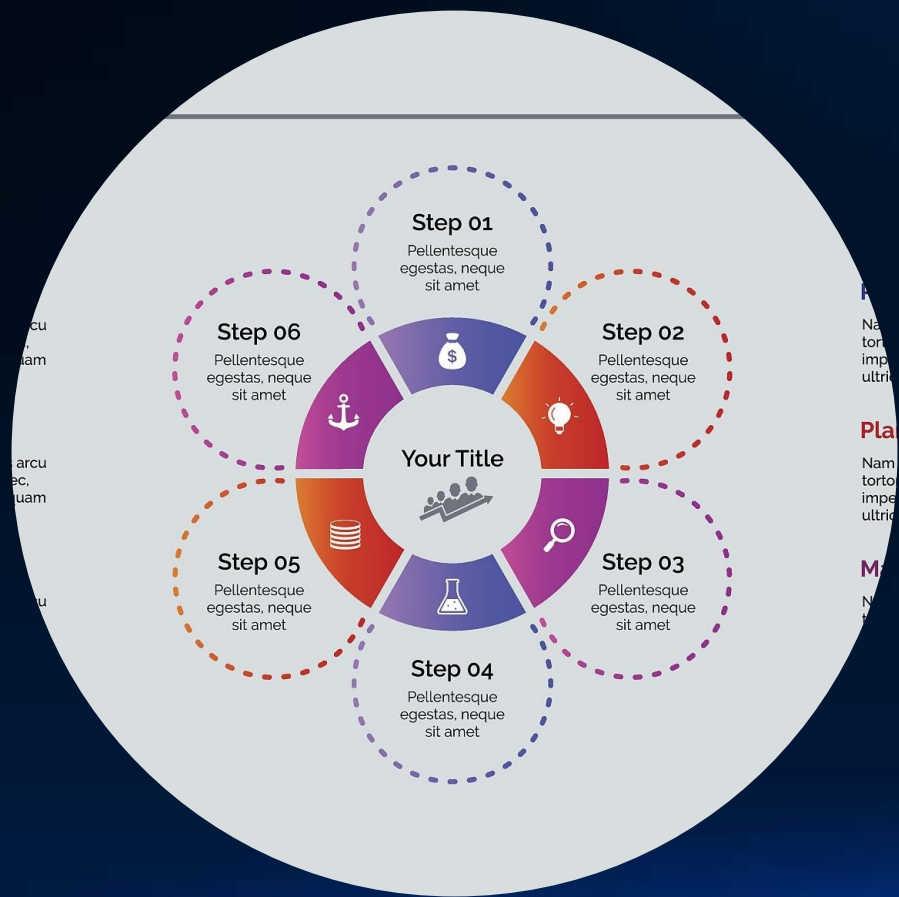 Step 01
Pellentesque
egestas, neque
sit amet
Step 02
Pellentesque
egestas, neque
sit amet
Step 03
Pellentesque
egestas, neque
sit amet
Step 04
Pellentesque
egestas, neque
sit amet
Step 05
Pellentesque
egestas, neque
sit amet
Step 06
Pellentesque
egestas, neque
sit amet
Your Title
$
arcu
Nam